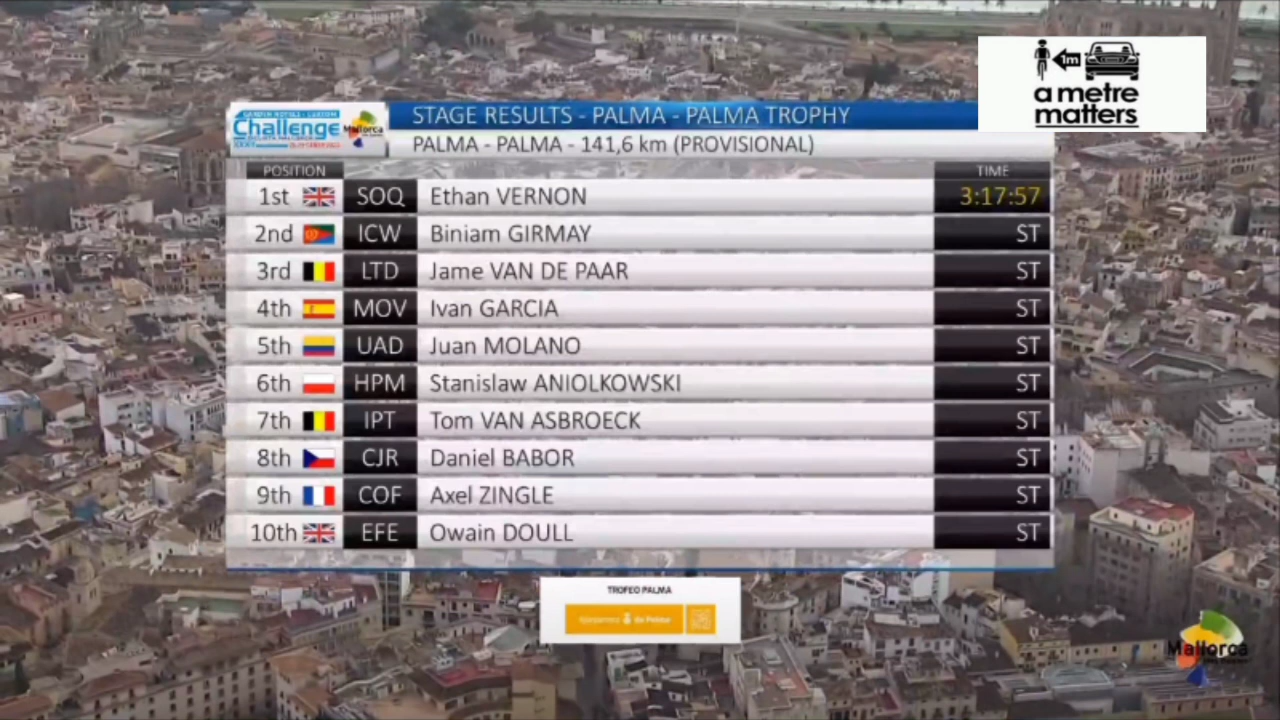 1m
a metre
matters
Challenge
Mallorca
STAGE RESULTS - PALMA - PALMA TROPHY
PALMA - PALMA - 141,6 km (PROVISIONAL)
POSITION TIME
1st SOQ Ethan VERNON 3:17:57
2nd ICW Biniam GIRMAY ST
3rd LTD Jame VAN DE PAAR ST
4th MOV Ivan GARCIA ST
5th UAD Juan MOLANO ST
6th HPM Stanislaw ANIOLKOWSKI ST
7th IPT Tom VAN ASBROECK ST
8th CJR Daniel BABOR ST
9th COF Axel ZINGLE ST
10th EFE Owain DOULL ST
TROFEO PALMA
de Palma
Mallorca